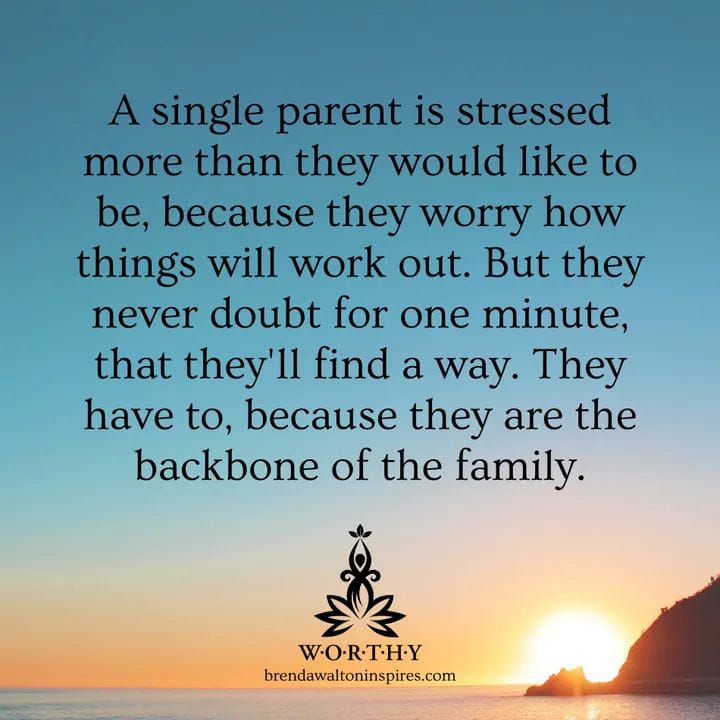 A single parent is stressed
more than they would like to
be, because they worry how
things will work out. But they
never doubt for one minute,
that they'll find a way. They
have to, because they are the
backbone of the family.
W·O·R·T·H·Y
brendawaltoninspires.com